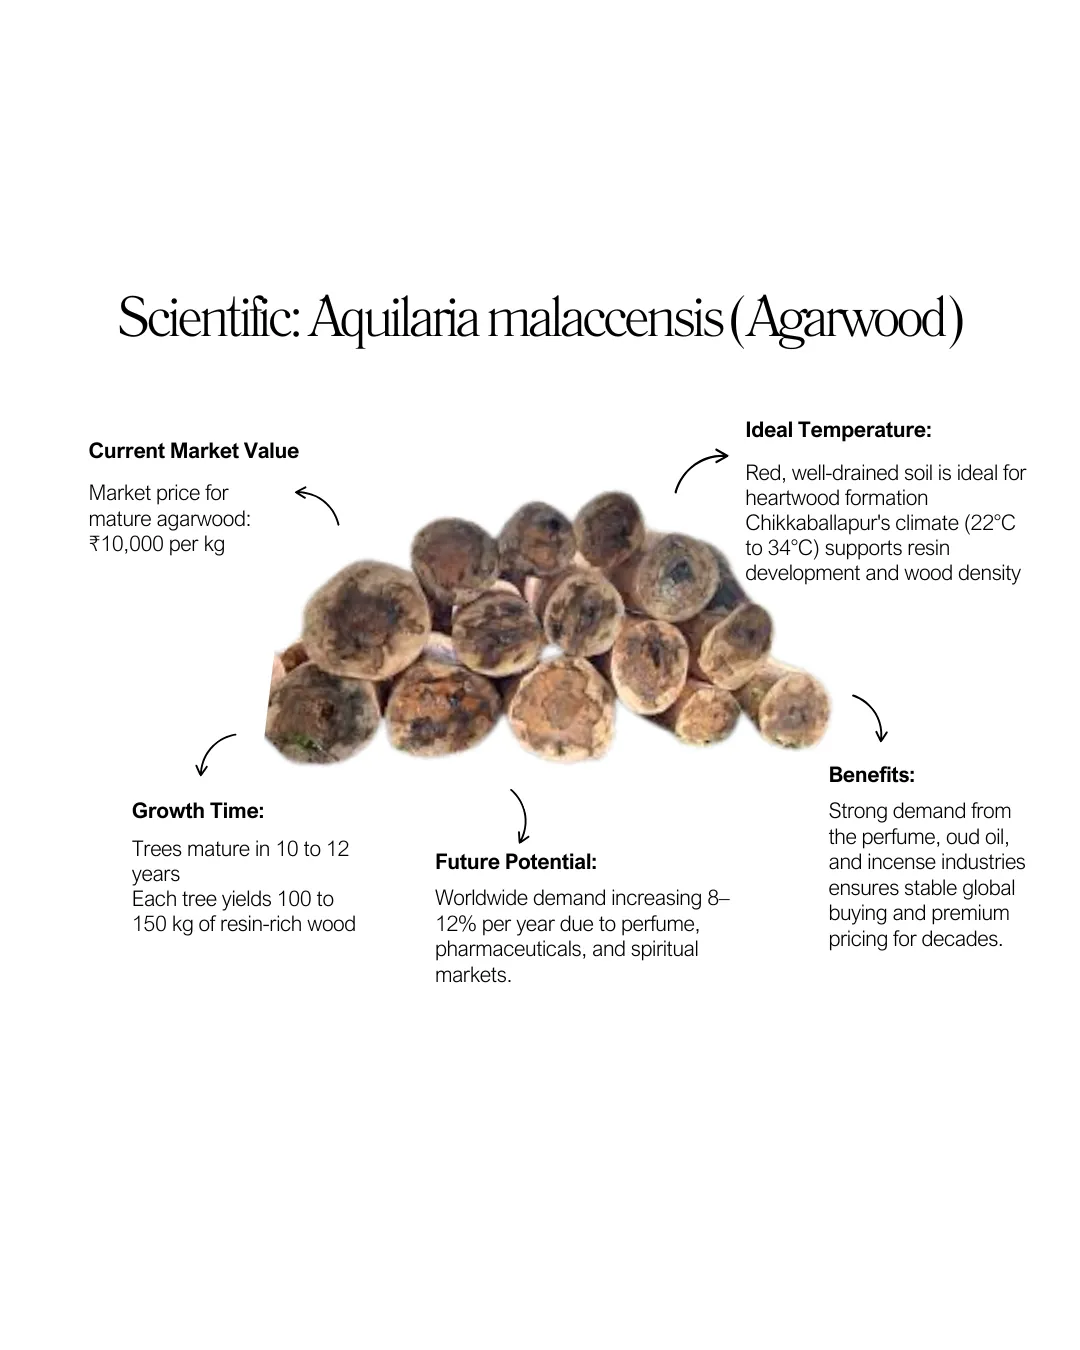 Scientific: Aquilaria malaccensis (Agarwood)
Current Market Value
Market price for
mature agarwood:
₹10,000 per kg
Ideal Temperature:
Red, well-drained soil is ideal for
heartwood formation
Chikkaballapur's climate (22°C
to 34°C) supports resin
development and wood density
Growth Time:
Trees mature in 10 to 12
years
Each tree yields 100 to
150 kg of resin-rich wood
Future Potential:
Worldwide demand increasing 8–
12% per year due to perfume,
pharmaceuticals, and spiritual
markets.
Benefits:
Strong demand from
the perfume, oud oil,
and incense industries
ensures stable global
buying and premium
pricing for decades.